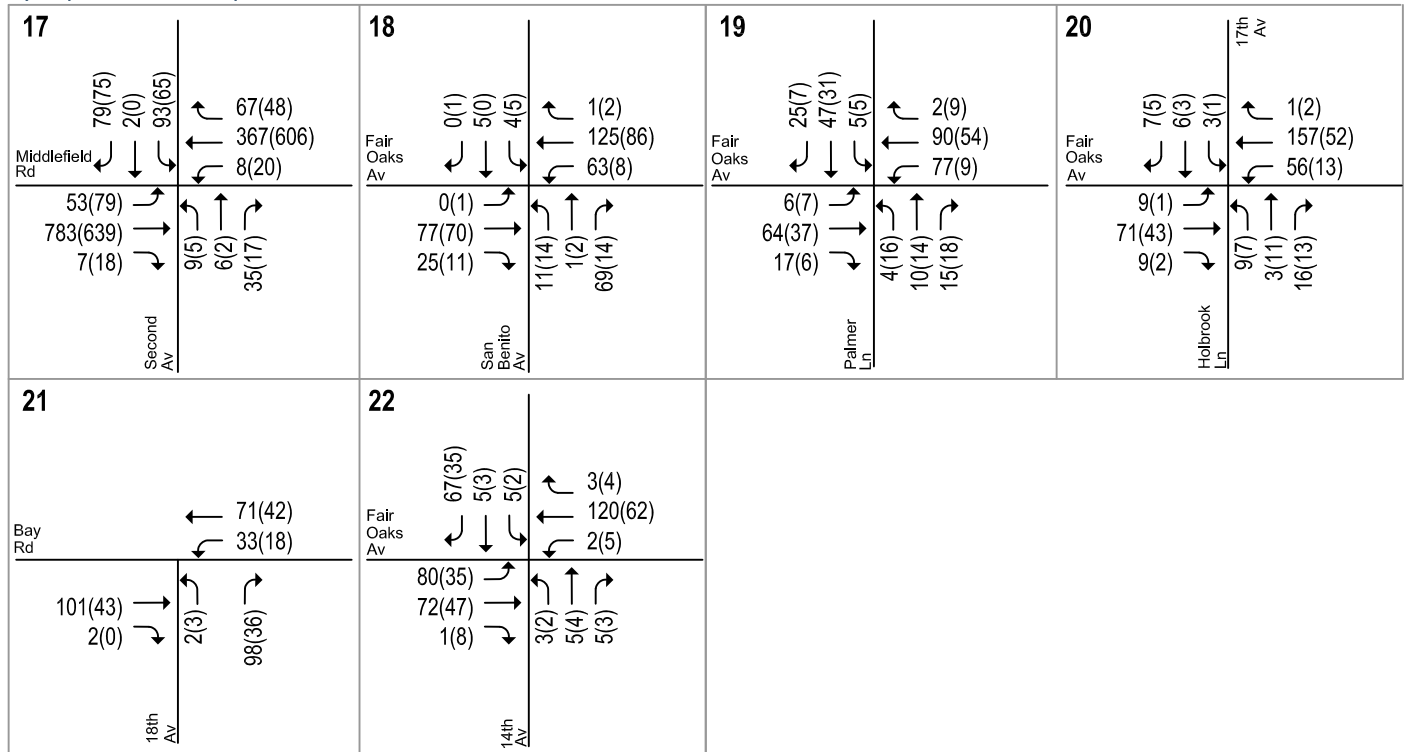 17
79(75)
2(0)
93(65)
67(48)
367(606)
8(20)
Middlefield
Rd
53(79)
783(639)
7(18)
9(5)
6(2)
35(17)
Second
Av
18
0(1)
5(0)
4(5)
1(2)
125(86)
63(8)
Fair
Oaks
Av
0(1)
77(70)
25(11)
11(14)
1(2)
69(14)
San
Benito
Av
19
25(7)
47(31)
5(5)
2(9)
90(54)
77(9)
Fair
Oaks
Av
6(7)
64(37)
17(6)
4(16)
10(14)
15(18)
Palmer
Ln
20
17th
Av
7(5)
6(3)
3(1)
1(2)
157(52)
56(13)
Fair
Oaks
Av
9(1)
71(43)
9(2)
9(7)
3(11)
16(13)
Holbrook
Ln
21
71(42)
33(18)
Bay
Rd
101(43)
2(0)
2(3)
98(36)
18th
Av
22
67(35)
5(3)
5(2)
3(4)
120(62)
2(5)
Fair
Oaks
Av
80(35)
72(47)
1(8)
3(2)
5(4)
5(3)
14th
Av